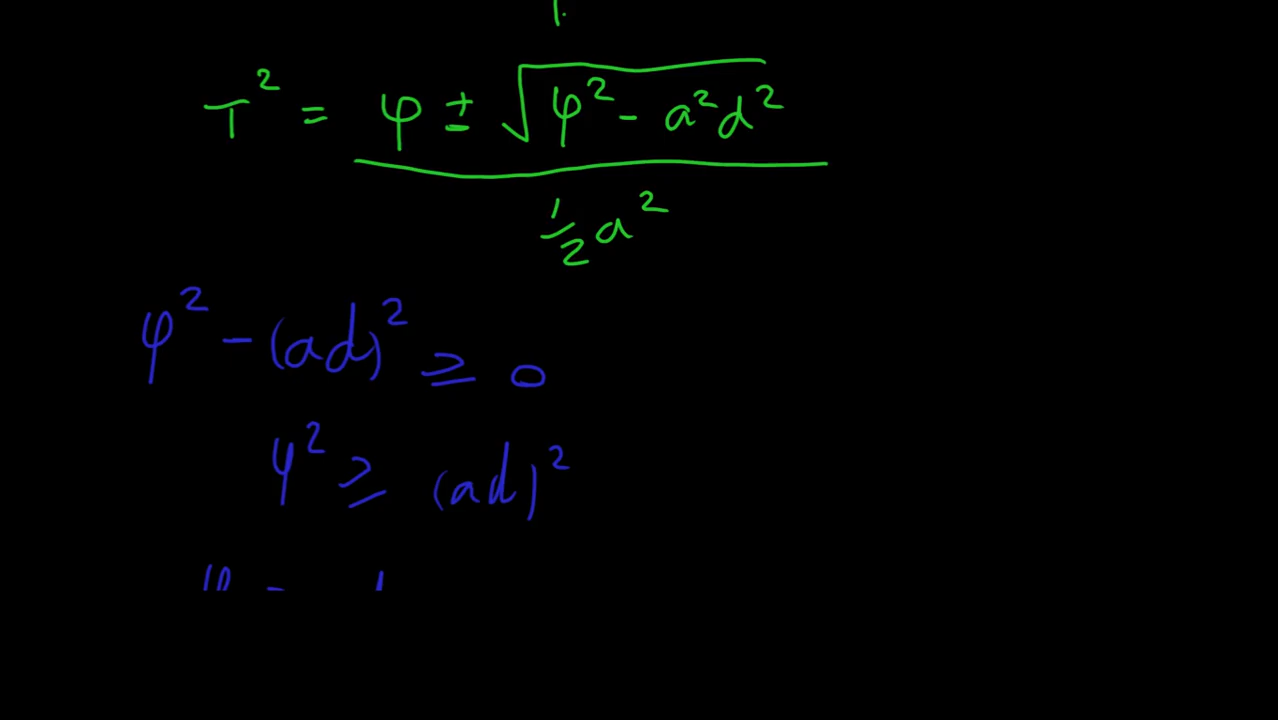 T² = (φ ± √(φ² - a²d²)) / (½a²)
φ² - (ad)² ≥ 0
φ² ≥ (ad)²